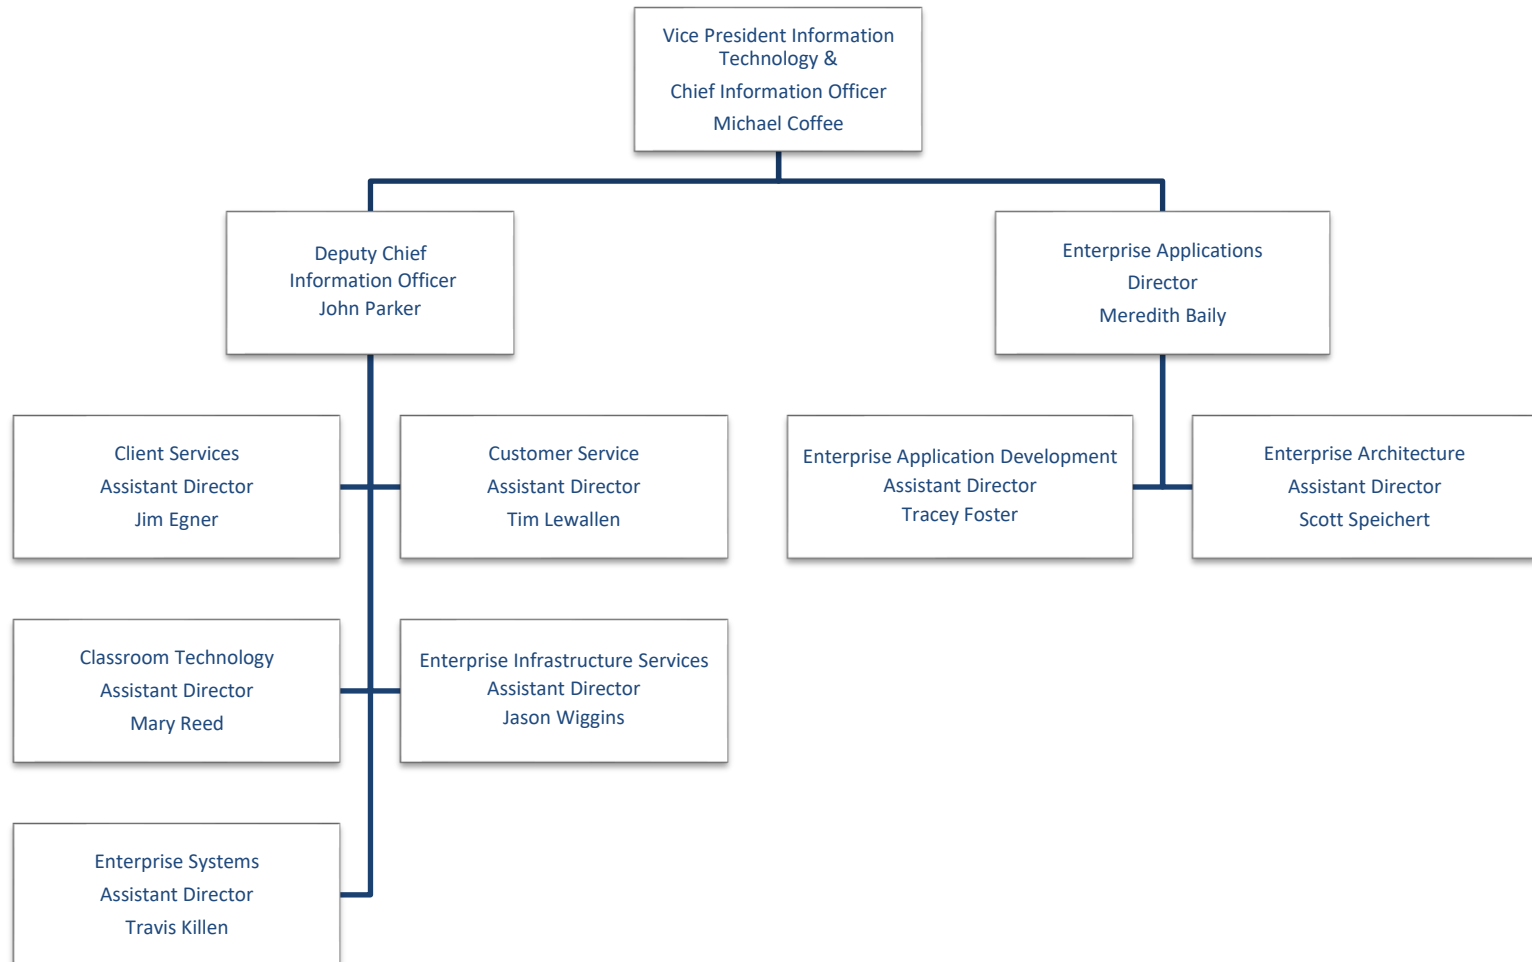 Vice President Information
Technology &
Chief Information Officer
Michael Coffee
Deputy Chief
Information Officer
John Parker
Enterprise Applications
Director
Meredith Baily
Client Services
Assistant Director
Jim Egner
Customer Service
Assistant Director
Tim Lewallen
Enterprise Application Development
Assistant Director
Tracey Foster
Enterprise Architecture
Assistant Director
Scott Speichert
Classroom Technology
Assistant Director
Mary Reed
Enterprise Infrastructure Services
Assistant Director
Jason Wiggins
Enterprise Systems
Assistant Director
Travis Killen